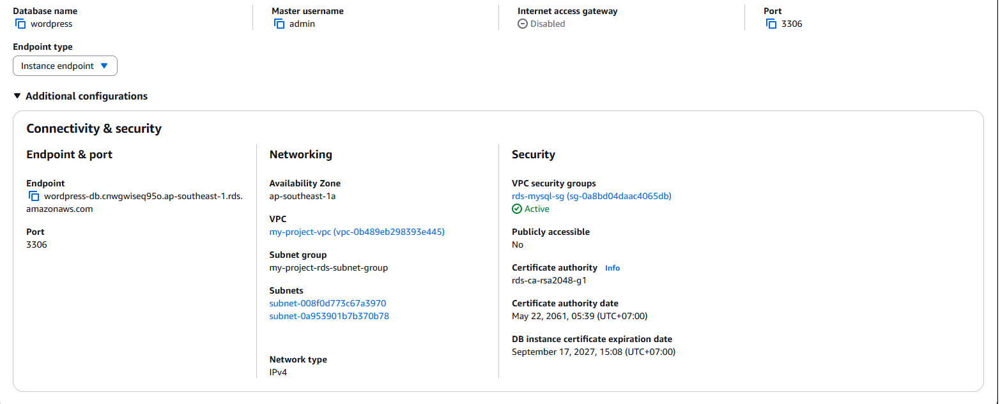 Database name
wordpress
Master username
admin
Internet access gateway
Disabled
Port
3306
Endpoint type
Instance endpoint
Additional configurations
Connectivity & security
Endpoint & port
Endpoint
wordpress-db.cnwgwiseq95o.ap-southeast-1.rds.
amazonaws.com
Port
3306
Networking
Availability Zone
ap-southeast-1a
VPC
my-project-vpc (vpc-0b489eb298393e445)
Subnet group
my-project-rds-subnet-group
Subnets
subnet-008f0d773c67a3970
subnet-0a953901b7b370b78
Network type
IPv4
Security
VPC security groups
rds-mysql-sg (sg-0a8bd04daac4065db)
Active
Publicly accessible
No
Certificate authority Info
rds-ca-rsa2048-g1
Certificate authority date
May 22, 2061, 05:39 (UTC+07:00)
DB instance certificate expiration date
September 17, 2027, 15:08 (UTC+07:00)